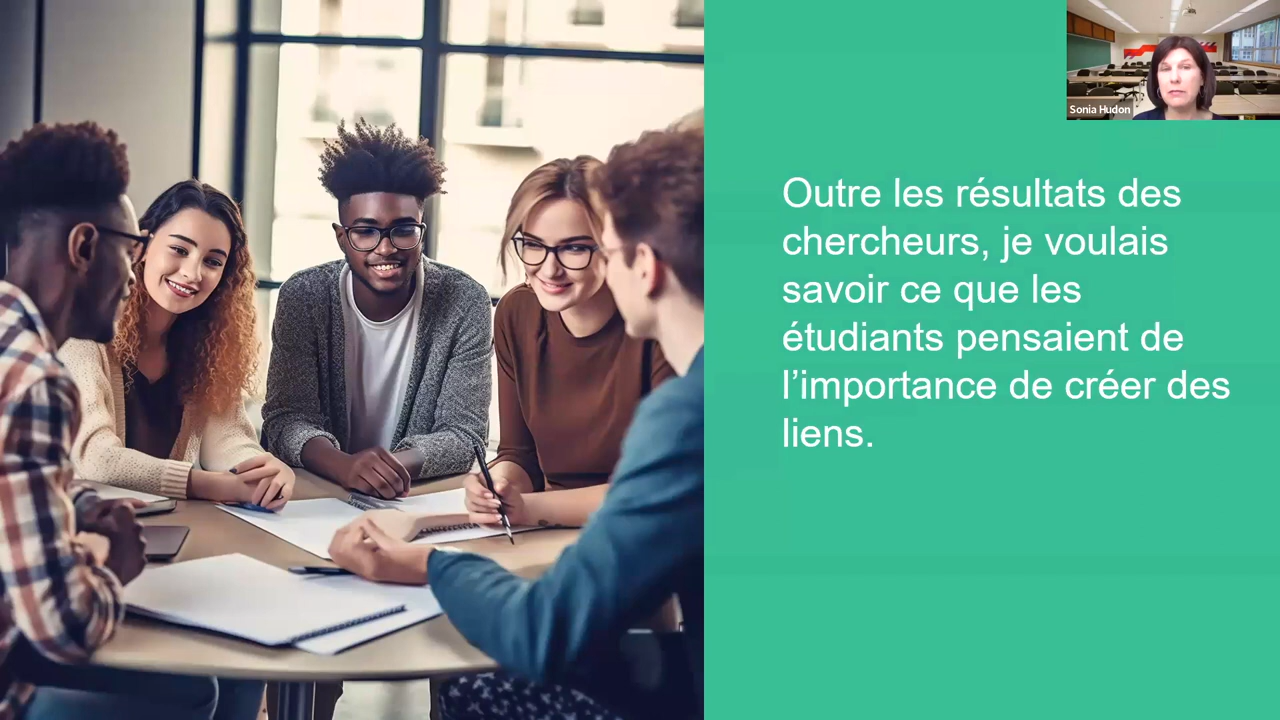 Sonia Hudon
Outre les résultats des
chercheurs, je voulais
savoir ce que les
étudiants pensaient de
l’importance de créer des
liens.